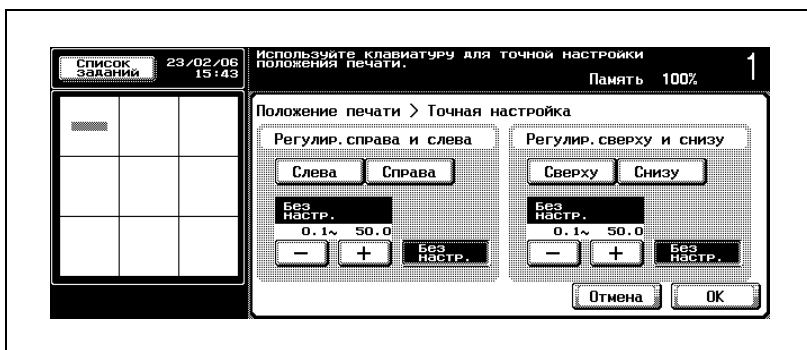 Список
заданий
23/02/06
15:43
Используйте клавиатуру для точной настройки
положения печати.
Память 100%
1
Положение печати > Точная настройка
Регулир.справа и слева
Регулир.сверху и снизу
Слева Справа
Сверху Снизу
Без
настр.
Без
настр.
0.1~ 50.0
0.1~ 50.0
− + Без
настр.
− + Без
настр.
Отмена OK